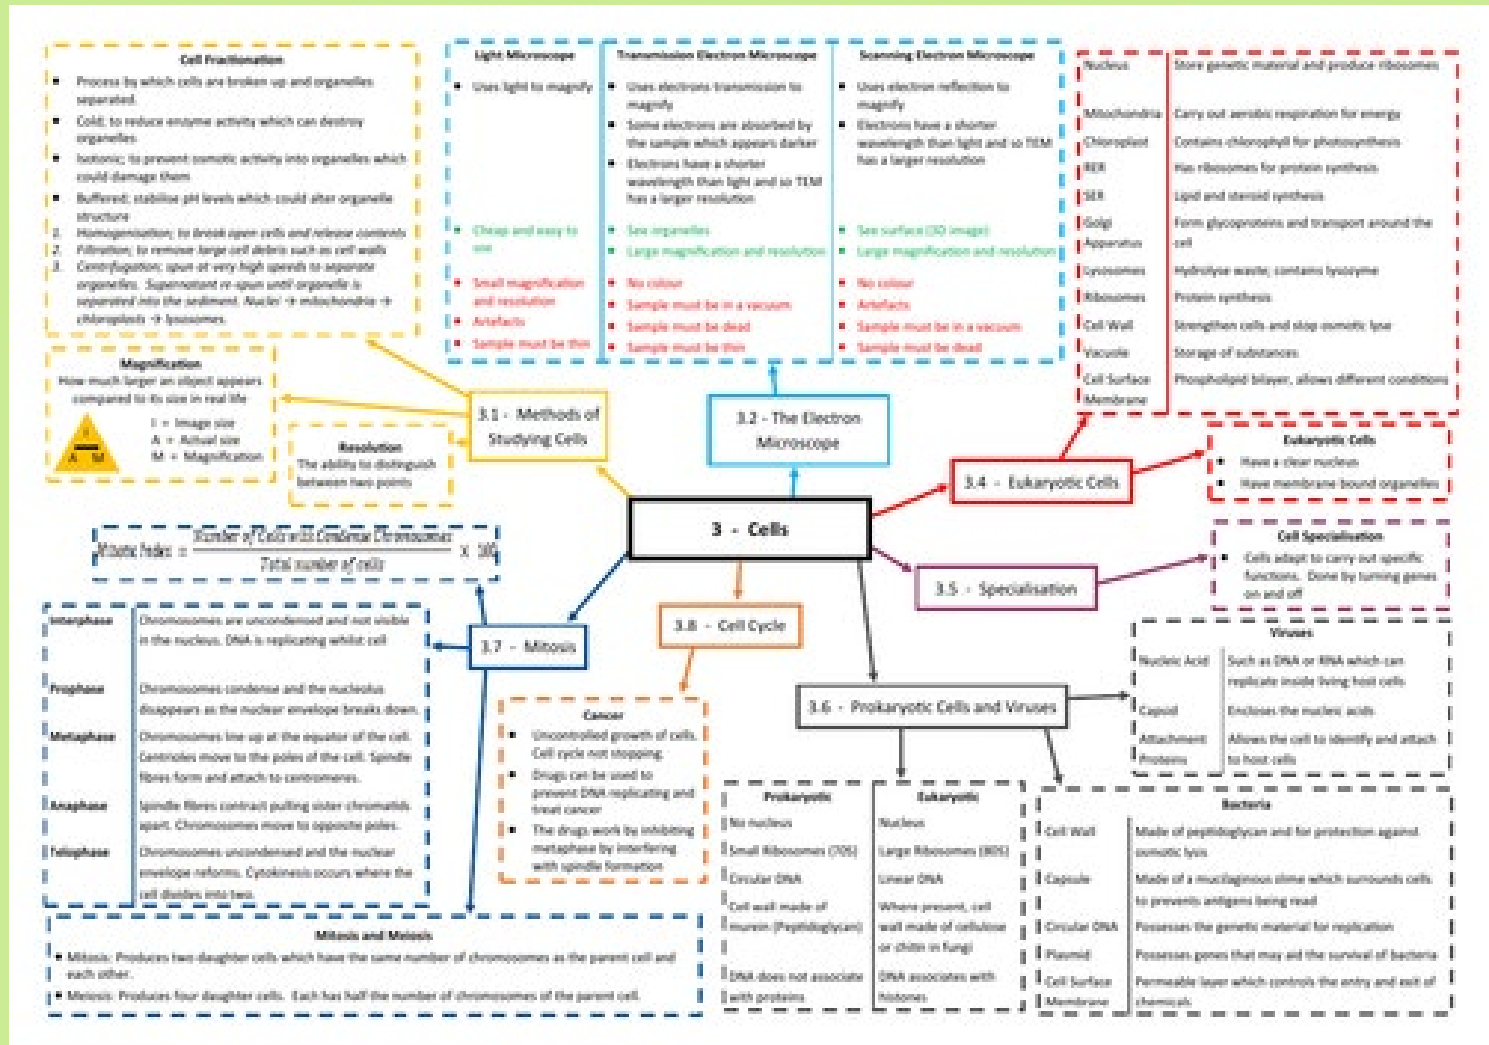 Cell Fractionation
Process by which cells are broken up and organelles
separated.
Cold; to reduce enzyme activity which can destroy
organelles
Isotonic; to prevent osmotic activity into organelles which
could damage them
Buffered; stabilise pH levels which could alter organelle
structure
1. Homogenisation; to break open cells and release contents
2. Filtration; to remove large cell debris such as cell walls
3. Centrifugation; spun at very high speeds to separate
organelles. Supernatant re-spun until organelle is
separated into the sediment. Nuclei → mitochondria →
chloroplasts → lysosomes.
Light Microscope
Uses light to magnify
Cheap and easy to
use
Small magnification
and resolution
Artefacts
Sample must be thin
Transmission Electron Microscope
Uses electrons transmission to
magnify
Some electrons are absorbed by
the sample which appears darker
Electrons have a shorter
wavelength than light and so TEM
has a larger resolution
See organelles
Large magnification and resolution
No colour
Sample must be in a vacuum
Sample must be dead
Sample must be thin
Scanning Electron Microscope
Uses electron reflection to
magnify
Electrons have a shorter
wavelength than light and so TEM
has a larger resolution
See surface (3D image)
Large magnification and resolution
No colour
Artefacts
Sample must be in a vacuum
Sample must be dead
Nucleus Store genetic material and produce ribosomes
Mitochondria Carry out aerobic respiration for energy
Chloroplast Contains chlorophyll for photosynthesis
RER Has ribosomes for protein synthesis
SER Lipid and steroid synthesis
Golgi Form glycoproteins and transport around the
Apparatus cell
Lysosomes Hydrolyse waste; contains lysozyme
Ribosomes Protein synthesis
Cell Wall Strengthen cells and stop osmotic lyse
Vacuole Storage of substances
Cell Surface Phospholipid bilayer, allows different conditions
Membrane
Magnification
How much larger an object appears
compared to its size in real life
I
A M
I = Image size
A = Actual size
M = Magnification
Resolution
The ability to distinguish
between two points
3.1 - Methods of
Studying Cells
3.2 - The Electron
Microscope
3.4 - Eukaryotic Cells
Eukaryotic Cells
Have a clear nucleus
Have membrane bound organelles
3 - Cells
Mitotic Index = Number of Cells with Condense Chromosomes
Total number of cells
× 100
3.5 - Specialisation
Cell Specialisation
Cells adapt to carry out specific
functions. Done by turning genes
on and off
3.7 - Mitosis
3.8 - Cell Cycle
3.6 - Prokaryotic Cells and Viruses
Interphase Chromosomes are uncondensed and not visible
in the nucleus. DNA is replicating whilst cell
Prophase Chromosomes condense and the nucleolus
disappears as the nuclear envelope breaks down.
Metaphase Chromosomes line up at the equator of the cell.
Centrioles move to the poles of the cell. Spindle
fibres form and attach to centromeres.
Anaphase Spindle fibres contract pulling sister chromatids
apart. Chromosomes move to opposite poles.
Telophase Chromosomes uncondensed and the nuclear
envelope reforms. Cytokinesis occurs where the
cell divides into two.
Cancer
Uncontrolled growth of cells.
Cell cycle not stopping.
Drugs can be used to
prevent DNA replicating and
treat cancer
The drugs work by inhibiting
metaphase by interfering
with spindle formation
Viruses
Nucleic Acid Such as DNA or RNA which can
replicate inside living host cells
Capsid Encloses the nucleic acids
Attachment Allows the cell to identify and attach
Proteins to host cells
Prokaryotic Eukaryotic
No nucleus Nucleus
Small Ribosomes (70S) Large Ribosomes (80S)
Circular DNA Linear DNA
Cell wall made of Where present, cell
murein (Peptidoglycan) wall made of cellulose
or chitin in fungi
DNA does not associate DNA associates with
with proteins histones
Bacteria
Cell Wall Made of peptidoglycan and for protection against
osmotic lysis
Capsule Made of a mucilaginous slime which surrounds cells
to prevents antigens being read
Circular DNA Possesses the genetic material for replication
Plasmid Possesses genes that may aid the survival of bacteria
Cell Surface Permeable layer which controls the entry and exit of
Membrane chemicals
Mitosis and Meiosis
Mitosis: Produces two daughter cells which have the same number of chromosomes as the parent cell and
each other.
Meiosis: Produces four daughter cells. Each has half the number of chromosomes of the parent cell.